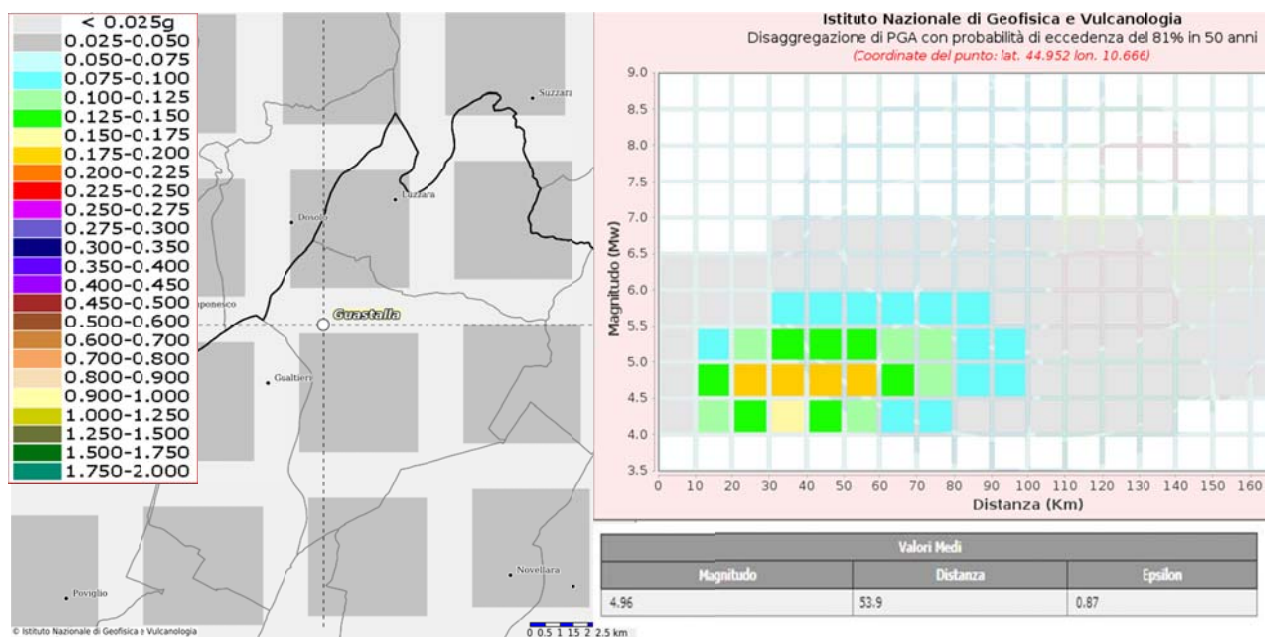 < 0.025g
0.025-0.050
0.050-0.075
0.075-0.100
0.100-0.125
0.125-0.150
0.150-0.175
0.175-0.200
0.200-0.225
0.225-0.250
0.250-0.275
0.275-0.300
0.300-0.350
0.350-0.400
0.400-0.450
0.450-0.500
0.500-0.600
0.600-0.700
0.700-0.800
0.800-0.900
0.900-1.000
1.000-1.250
1.250-1.500
1.500-1.750
1.750-2.000
Suzzara
Luzzara
Dosolo
mponesco
Guastalla
Gualtieri
Novellara
Poviglio
© Istituto Nazionale di Geofisica e Vulcanologia
0 0.5 1 15 2 2.5 km
Istituto Nazionale di Geofisica e Vulcanologia
Disaggregazione di PGA con probabilità di eccedenza del 81% in 50 anni
(Coordinate del punto: lat. 44.952 lon. 10.666)
Magnitudo (Mw)
9.0
8.5
8.0
7.5
7.0
6.5
6.0
5.5
5.0
4.5
4.0
3.5
0 10 20 30 40 50 60 70 80 90 100 110 120 130 140 150 160
Distanza (Km)
Valori Medi
Magnitudo Distanza Epsilon
4.96 53.9 0.87